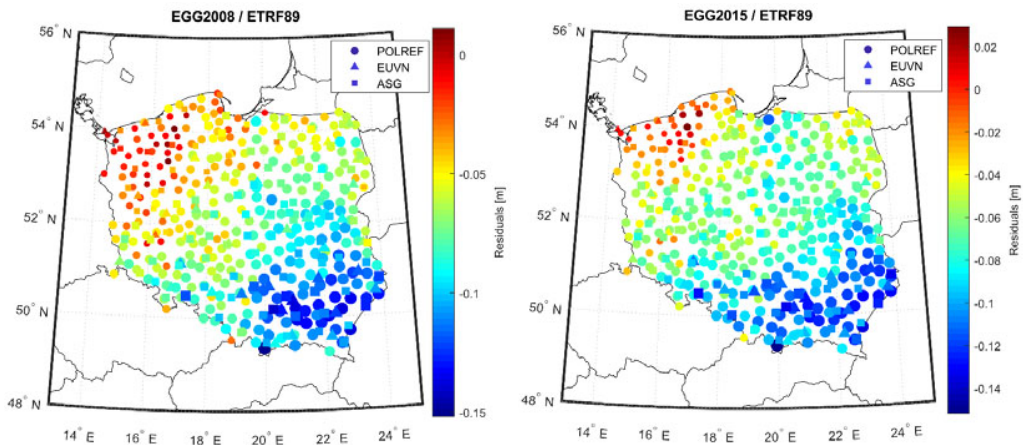 EGG2008 / ETRF89
56° N
54° N
52° N
50° N
48° N
14° E
16° E
18° E
20° E
22° E
24° E
POLREF
EUVN
ASG
0
-0.05
-0.1
-0.15
Residuals [m]
EGG2015 / ETRF89
56° N
54° N
52° N
50° N
48° N
14° E
16° E
18° E
20° E
22° E
24° E
POLREF
EUVN
ASG
0.02
0
-0.02
-0.04
-0.06
-0.08
-0.1
-0.12
-0.14
Residuals [m]